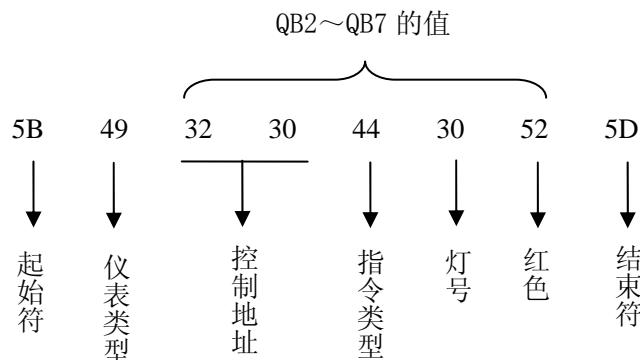 QB2～QB7 的值
5B 49 32 30 44 30 52 5D
起始符
仪表类型
控制地址
指令类型
灯号
红色
结束符